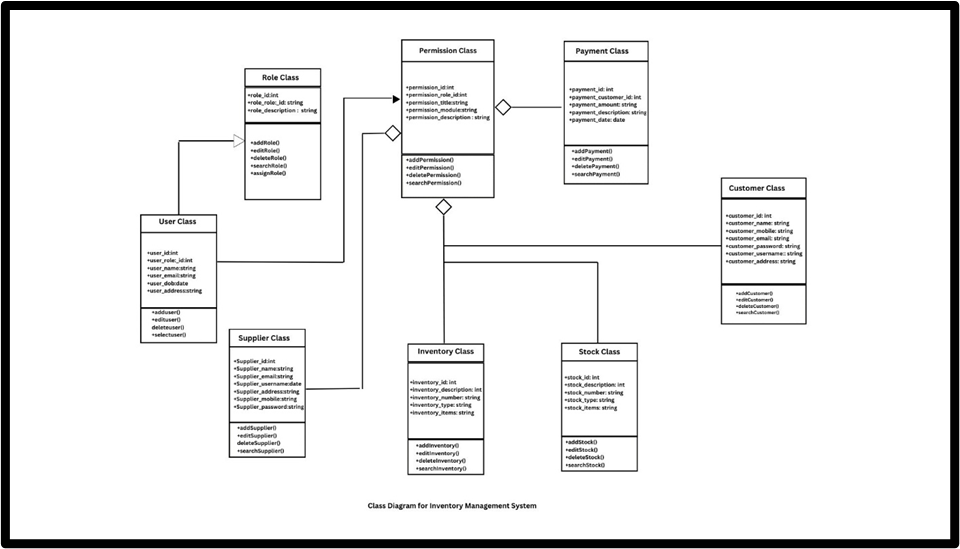 Permission Class
•permission_id:int
•permission_role_id:int
•permission_title:string
•permission_module:string
•permission_description : string
•addPermission()
•editPermission()
•deletePermission()
•searchPermission()
Payment Class
•payment_id: int
•payment_customer_id: int
•payment_amount: string
•payment_description: string
•payment_date: date
•addPayment()
•editPayment()
•deletePayment()
•searchPayment()
Role Class
•role_id:int
•role_role:_id: string
•role_description : string
•addRole()
•editRole()
•deleteRole()
•searchRole()
•assignRole()
Customer Class
•customer_id: int
•customer_name: string
•customer_mobile: string
•customer_email: string
•customer_password: string
•customer_username:: string
•customer_address: string
•addCustomer()
•editCustomer()
•deleteCustomer()
•searchCustomer()
User Class
•user_id:int
•user_role:_id:int
•user_name:string
•user_email:string
•user_dob:date
•user_address:string
•adduser()
•edituser()
deleteuser()
•selectuser()
Supplier Class
•Supplier_id:int
•Supplier_name:string
•Supplier_email:string
•Supplier_username:date
•Supplier_address:string
•Supplier_mobile:string
•Supplier_password:string
•addSupplier()
•editSupplier()
deleteSupplier()
•searchSupplier()
Inventory Class
•inventory_id: int
•inventory_description: int
•inventory_number: string
•inventory_type: string
•inventory_items: string
•addInventory()
•editInventory()
•deleteInventory()
•searchInventory()
Stock Class
•stock_id: int
•stock_description: int
•stock_number: string
•stock_type: string
•stock_items: string
•addStock()
•editStock()
•deleteStock()
•searchStock()
Class Diagram for Inventory Management System